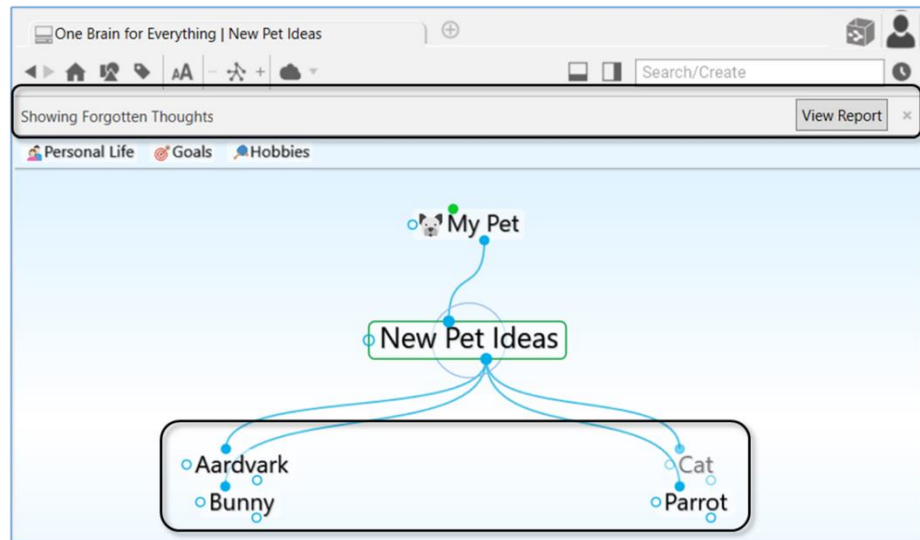 One Brain for Everything | New Pet Ideas
AA
Search/Create
Showing Forgotten Thoughts
View Report
Personal Life Goals Hobbies
My Pet
New Pet Ideas
Aardvark Cat
Bunny Parrot